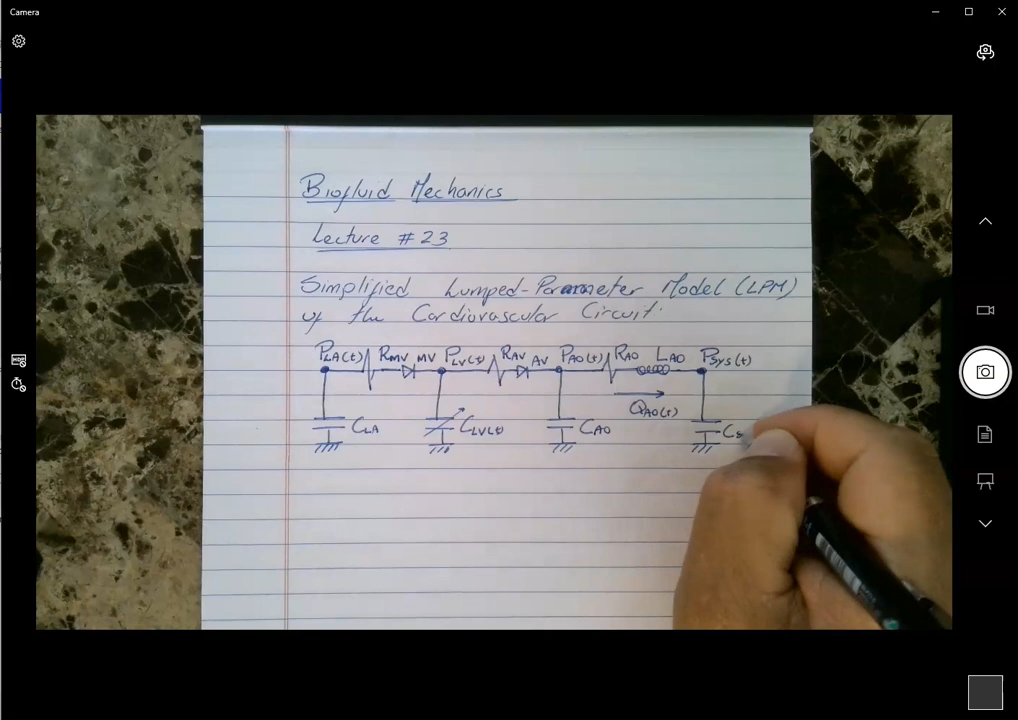 Camera
Biofluid Mechanics
Lecture # 23
Simplified Lumped-Parameter Model (LPM)
of the Cardiovascular Circuit.
PLA(t) RMV MV PLV(t) RAV AV PAO(t) RAO LAO Psys(t)
QAO(t)
CLA CLV(t) CAO Cs